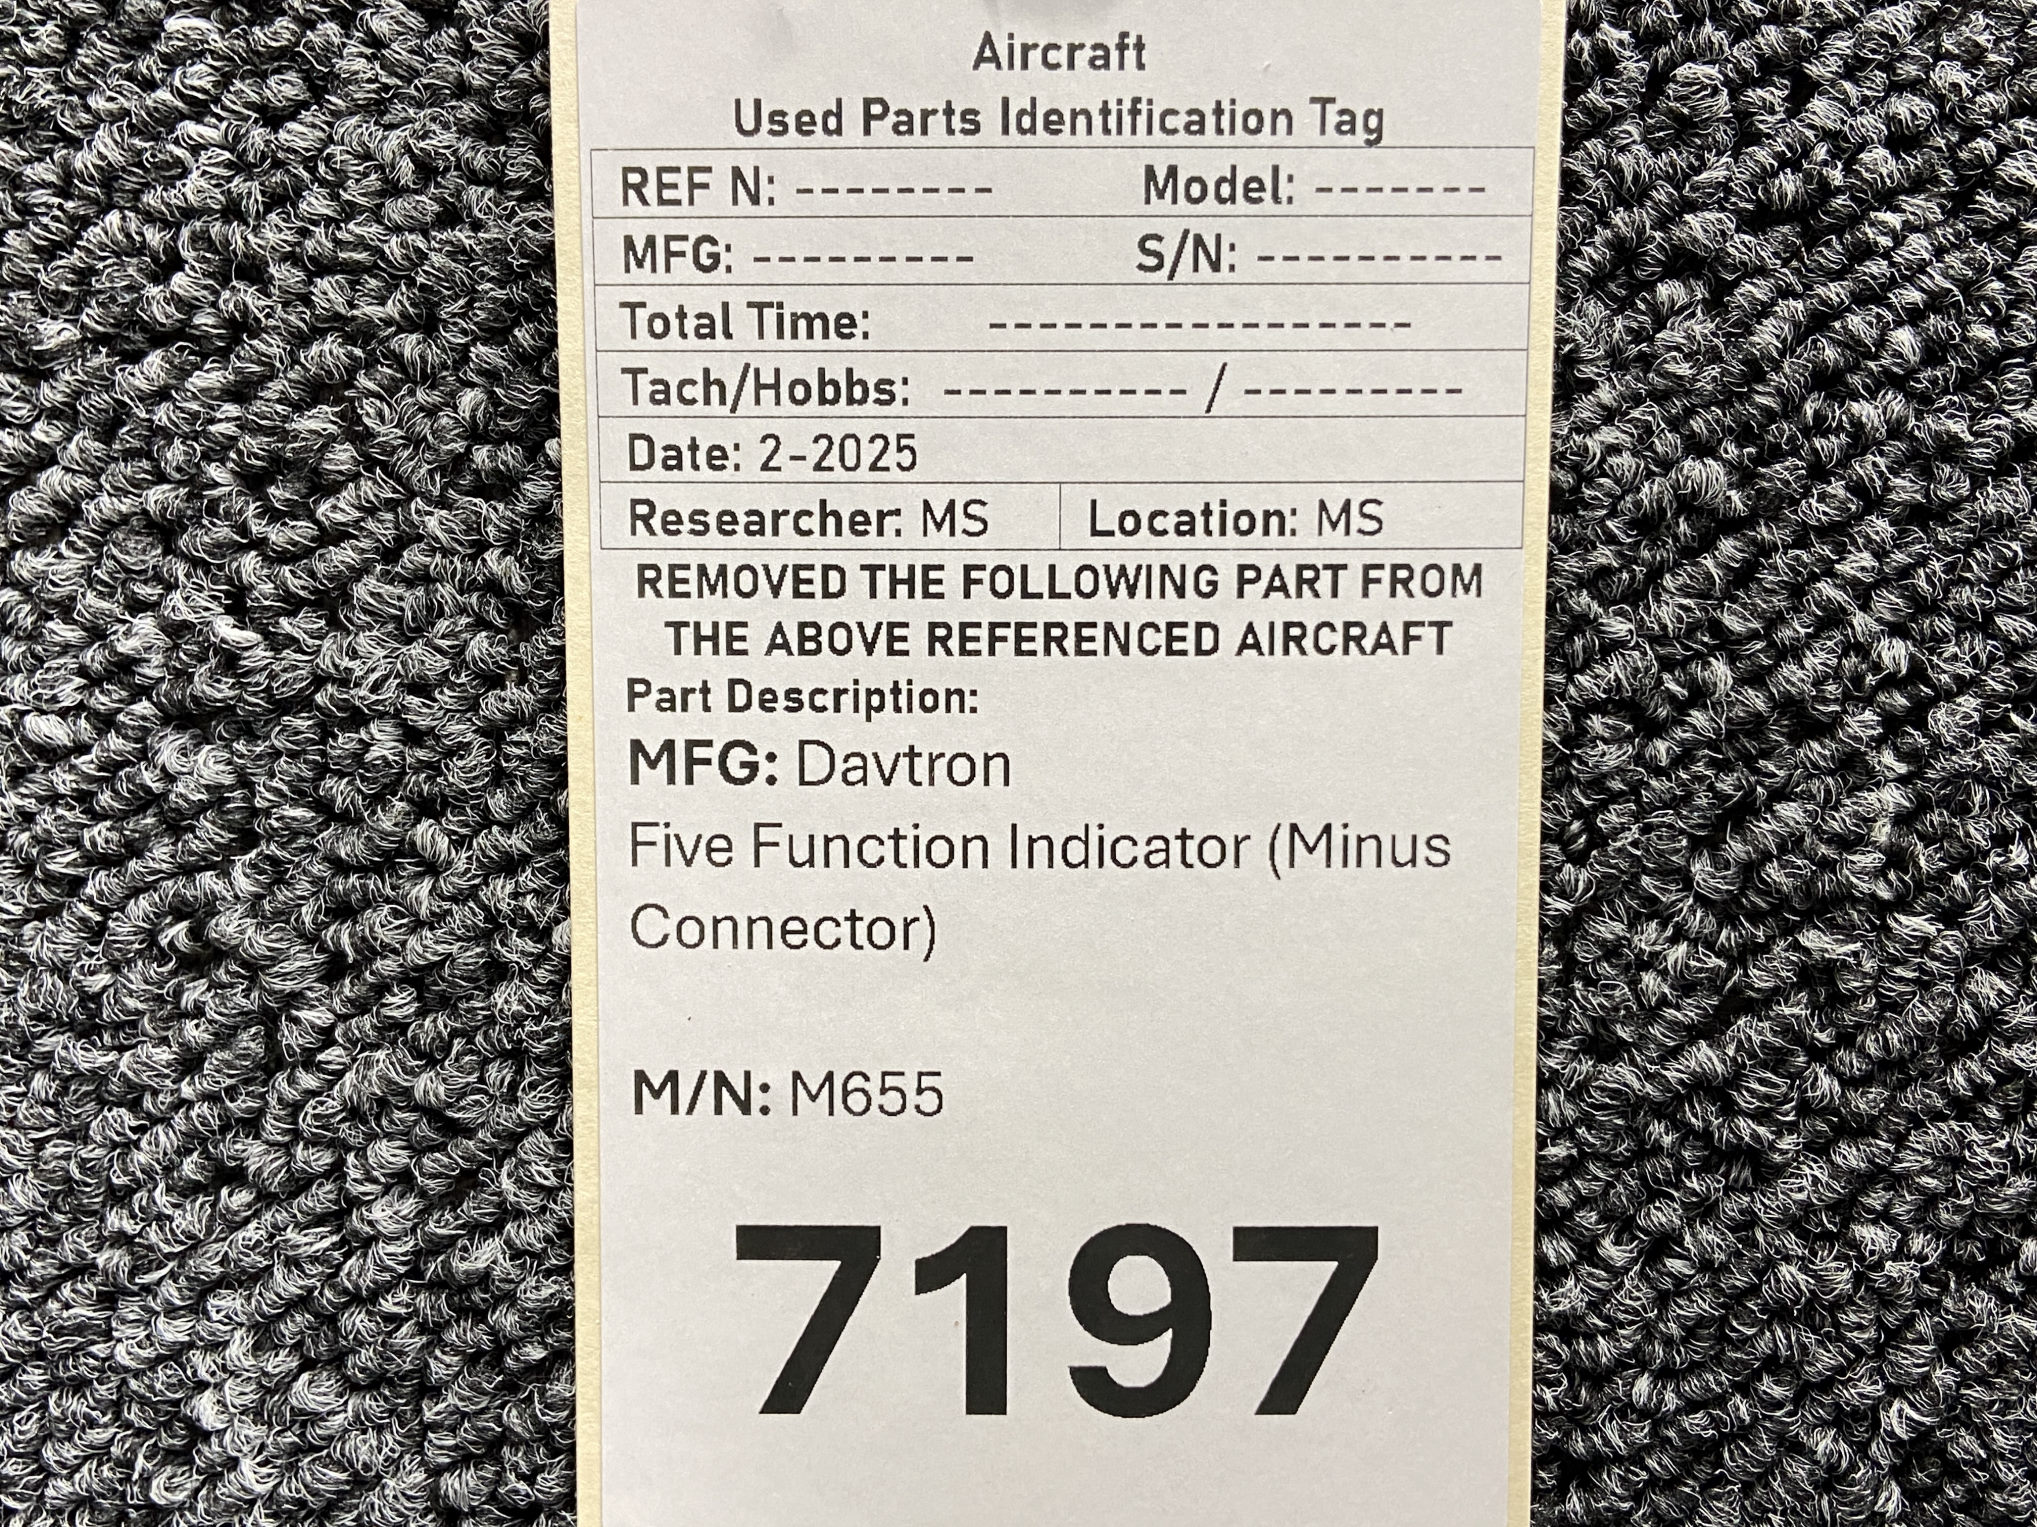 Aircraft
Used Parts Identification Tag
REF N: -------- Model: -------
MFG: --------- S/N: ----------
Total Time: -----------------
Tach/Hobbs: ---------- / ---------
Date: 2-2025
Researcher: MS Location: MS
REMOVED THE FOLLOWING PART FROM
THE ABOVE REFERENCED AIRCRAFT
Part Description:
MFG: Davtron
Five Function Indicator (Minus
Connector)
M/N: M655
7197